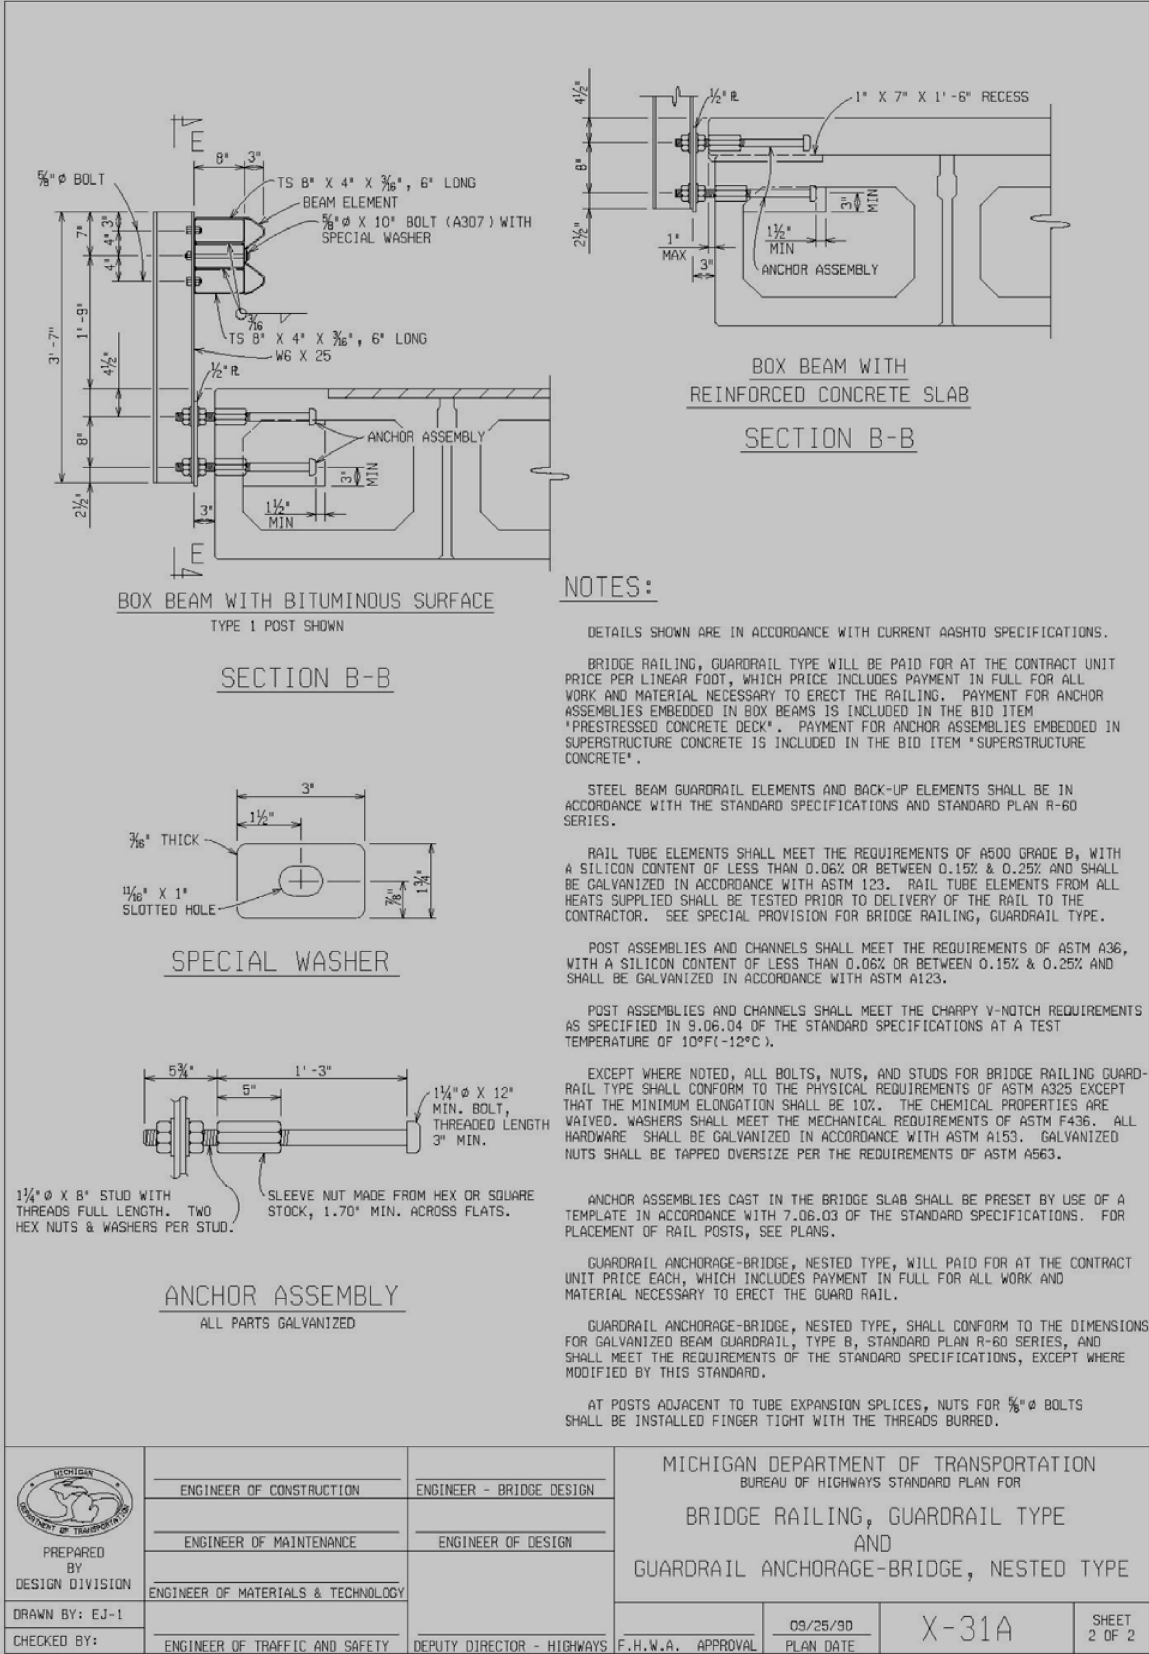 E
8"
3"
⅝"Ø BOLT
TS 8" X 4" X 3/16", 6" LONG
BEAM ELEMENT
⅝"Ø X 10" BOLT (A307) WITH
SPECIAL WASHER
7"
3"
4"
4"
3'-7"
1'-9"
4½"
8"
2½"
3/16
TS 8" X 4" X 3/16", 6" LONG
W6 X 25
½" PL
ANCHOR ASSEMBLY
3"
MIN
3"
1½"
MIN
E
BOX BEAM WITH BITUMINOUS SURFACE
TYPE 1 POST SHOWN
SECTION B-B
4½"
½" PL
1" X 7" X 1'-6" RECESS
8"
2½"
3"
MIN
1"
MAX
3"
1½"
MIN
ANCHOR ASSEMBLY
BOX BEAM WITH
REINFORCED CONCRETE SLAB
SECTION B-B
3"
1½"
3/16" THICK
11/16" X 1"
SLOTTED HOLE
⅞"
1¾"
SPECIAL WASHER
5¾"
1'-3"
5"
1¼"Ø X 12"
MIN. BOLT,
THREADED LENGTH
3" MIN.
1¼"Ø X 8" STUD WITH
THREADS FULL LENGTH. TWO
HEX NUTS & WASHERS PER STUD.
SLEEVE NUT MADE FROM HEX OR SQUARE
STOCK, 1.70" MIN. ACROSS FLATS.
ANCHOR ASSEMBLY
ALL PARTS GALVANIZED
NOTES:
DETAILS SHOWN ARE IN ACCORDANCE WITH CURRENT AASHTO SPECIFICATIONS.
BRIDGE RAILING, GUARDRAIL TYPE WILL BE PAID FOR AT THE CONTRACT UNIT
PRICE PER LINEAR FOOT, WHICH PRICE INCLUDES PAYMENT IN FULL FOR ALL
WORK AND MATERIAL NECESSARY TO ERECT THE RAILING. PAYMENT FOR ANCHOR
ASSEMBLIES EMBEDDED IN BOX BEAMS IS INCLUDED IN THE BID ITEM
"PRESTRESSED CONCRETE DECK". PAYMENT FOR ANCHOR ASSEMBLIES EMBEDDED IN
SUPERSTRUCTURE CONCRETE IS INCLUDED IN THE BID ITEM "SUPERSTRUCTURE
CONCRETE".
STEEL BEAM GUARDRAIL ELEMENTS AND BACK-UP ELEMENTS SHALL BE IN
ACCORDANCE WITH THE STANDARD SPECIFICATIONS AND STANDARD PLAN R-60
SERIES.
RAIL TUBE ELEMENTS SHALL MEET THE REQUIREMENTS OF A500 GRADE B, WITH
A SILICON CONTENT OF LESS THAN 0.06% OR BETWEEN 0.15% & 0.25% AND SHALL
BE GALVANIZED IN ACCORDANCE WITH ASTM 123. RAIL TUBE ELEMENTS FROM ALL
HEATS SUPPLIED SHALL BE TESTED PRIOR TO DELIVERY OF THE RAIL TO THE
CONTRACTOR. SEE SPECIAL PROVISION FOR BRIDGE RAILING, GUARDRAIL TYPE.
POST ASSEMBLIES AND CHANNELS SHALL MEET THE REQUIREMENTS OF ASTM A36,
WITH A SILICON CONTENT OF LESS THAN 0.06% OR BETWEEN 0.15% & 0.25% AND
SHALL BE GALVANIZED IN ACCORDANCE WITH ASTM A123.
POST ASSEMBLIES AND CHANNELS SHALL MEET THE CHARPY V-NOTCH REQUIREMENTS
AS SPECIFIED IN 9.06.04 OF THE STANDARD SPECIFICATIONS AT A TEST
TEMPERATURE OF 10°F(-12°C).
EXCEPT WHERE NOTED, ALL BOLTS, NUTS, AND STUDS FOR BRIDGE RAILING GUARD-
RAIL TYPE SHALL CONFORM TO THE PHYSICAL REQUIREMENTS OF ASTM A325 EXCEPT
THAT THE MINIMUM ELONGATION SHALL BE 10%. THE CHEMICAL PROPERTIES ARE
WAIVED. WASHERS SHALL MEET THE MECHANICAL REQUIREMENTS OF ASTM F436. ALL
HARDWARE SHALL BE GALVANIZED IN ACCORDANCE WITH ASTM A153. GALVANIZED
NUTS SHALL BE TAPPED OVERSIZE PER THE REQUIREMENTS OF ASTM A563.
ANCHOR ASSEMBLIES CAST IN THE BRIDGE SLAB SHALL BE PRESET BY USE OF A
TEMPLATE IN ACCORDANCE WITH 7.06.03 OF THE STANDARD SPECIFICATIONS. FOR
PLACEMENT OF RAIL POSTS, SEE PLANS.
GUARDRAIL ANCHORAGE-BRIDGE, NESTED TYPE, WILL PAID FOR AT THE CONTRACT
UNIT PRICE EACH, WHICH INCLUDES PAYMENT IN FULL FOR ALL WORK AND
MATERIAL NECESSARY TO ERECT THE GUARD RAIL.
GUARDRAIL ANCHORAGE-BRIDGE, NESTED TYPE, SHALL CONFORM TO THE DIMENSIONS
FOR GALVANIZED BEAM GUARDRAIL, TYPE B, STANDARD PLAN R-60 SERIES, AND
SHALL MEET THE REQUIREMENTS OF THE STANDARD SPECIFICATIONS, EXCEPT WHERE
MODIFIED BY THIS STANDARD.
AT POSTS ADJACENT TO TUBE EXPANSION SPLICES, NUTS FOR ⅝"Ø BOLTS
SHALL BE INSTALLED FINGER TIGHT WITH THE THREADS BURRED.
MICHIGAN
DEPARTMENT OF TRANSPORTATION
PREPARED
BY
DESIGN DIVISION
DRAWN BY: EJ-1
CHECKED BY:
ENGINEER OF CONSTRUCTION
ENGINEER OF MAINTENANCE
ENGINEER OF MATERIALS & TECHNOLOGY
ENGINEER OF TRAFFIC AND SAFETY
ENGINEER - BRIDGE DESIGN
ENGINEER OF DESIGN
DEPUTY DIRECTOR - HIGHWAYS
MICHIGAN DEPARTMENT OF TRANSPORTATION
BUREAU OF HIGHWAYS STANDARD PLAN FOR
BRIDGE RAILING, GUARDRAIL TYPE
AND
GUARDRAIL ANCHORAGE-BRIDGE, NESTED TYPE
F.H.W.A. APPROVAL
09/25/90
PLAN DATE
X-31A
SHEET
2 OF 2